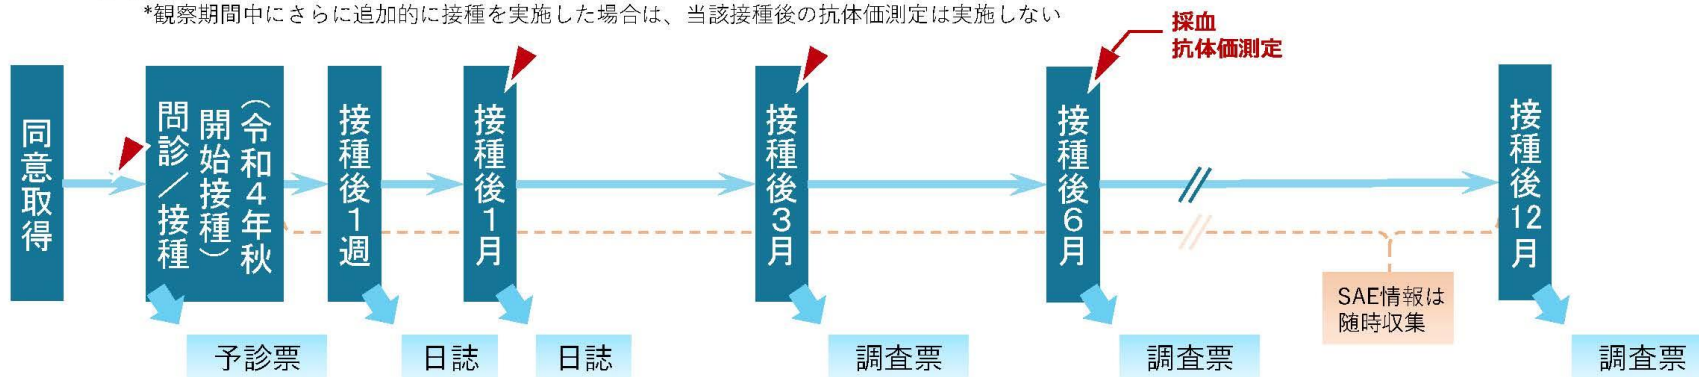 *観察期間中にさらに追加的に接種を実施した場合は、当該接種後の抗体価測定は実施しない
採血
抗体価測定
同意取得
(令和4年秋
開始接種)
問診/接種
接種後1週
接種後1月
接種後3月
接種後6月
接種後12月
SAE情報は
随時収集
予診票
日誌
日誌
調査票
調査票
調査票